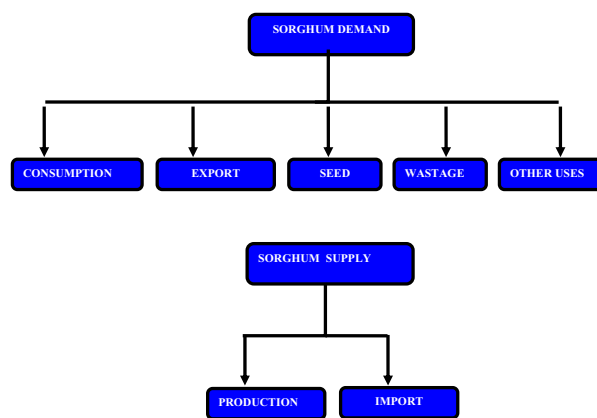 SORGHUM DEMAND
CONSUMPTION
EXPORT
SEED
WASTAGE
OTHER USES
SORGHUM SUPPLY
PRODUCTION
IMPORT